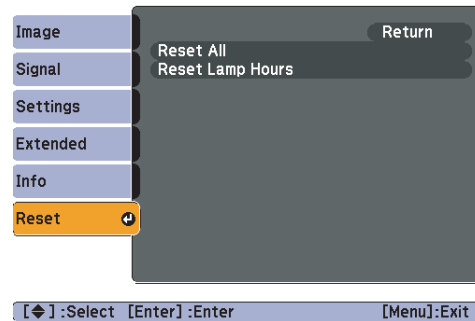 Image
Signal
Settings
Extended
Info
Reset
Return
Reset All
Reset Lamp Hours
[◆] :Select [Enter] :Enter [Menu]:Exit